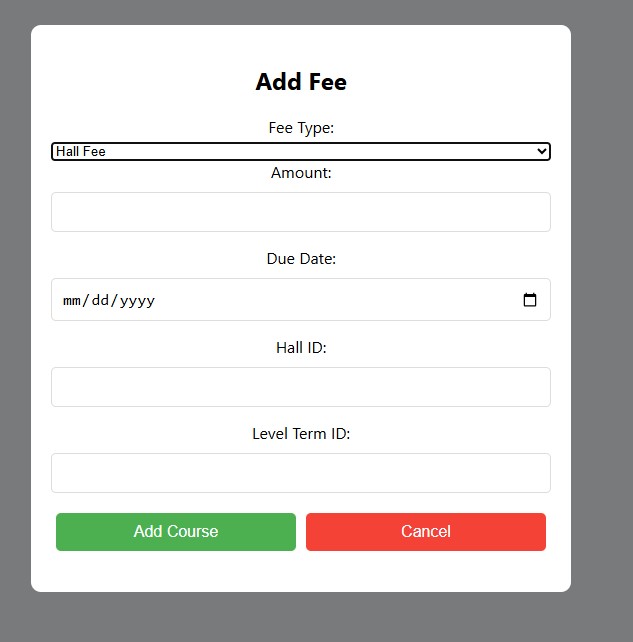 Add Fee
Fee Type:
Hall Fee
Amount:
Due Date:
mm/dd/yyyy
Hall ID:
Level Term ID:
Add Course Cancel